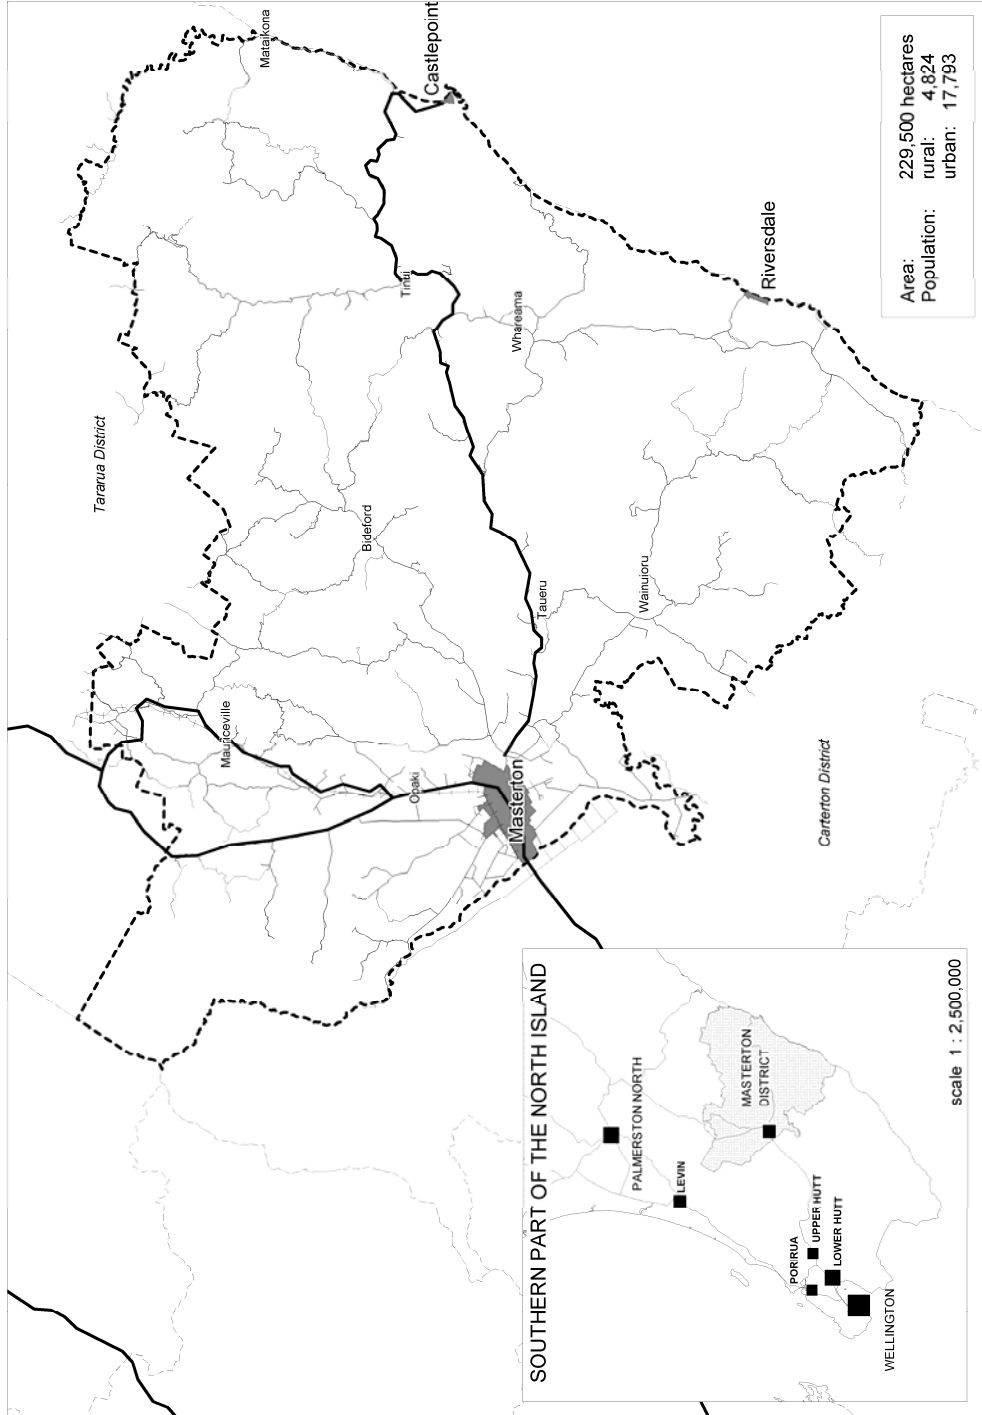 Mataikona
Castlepoint
Tararua District
Tinui
Whareama
Riversdale
Bideford
Taueru
Wainuioru
Mauriceville
Opaki
Masterton
Carterton District
Area: 229,500 hectares
Population: rural: 4,824
urban: 17,793
SOUTHERN PART OF THE NORTH ISLAND
PALMERSTON NORTH
LEVIN
MASTERTON
DISTRICT
PORIRUA
UPPER HUTT
LOWER HUTT
WELLINGTON
scale 1 : 2,500,000